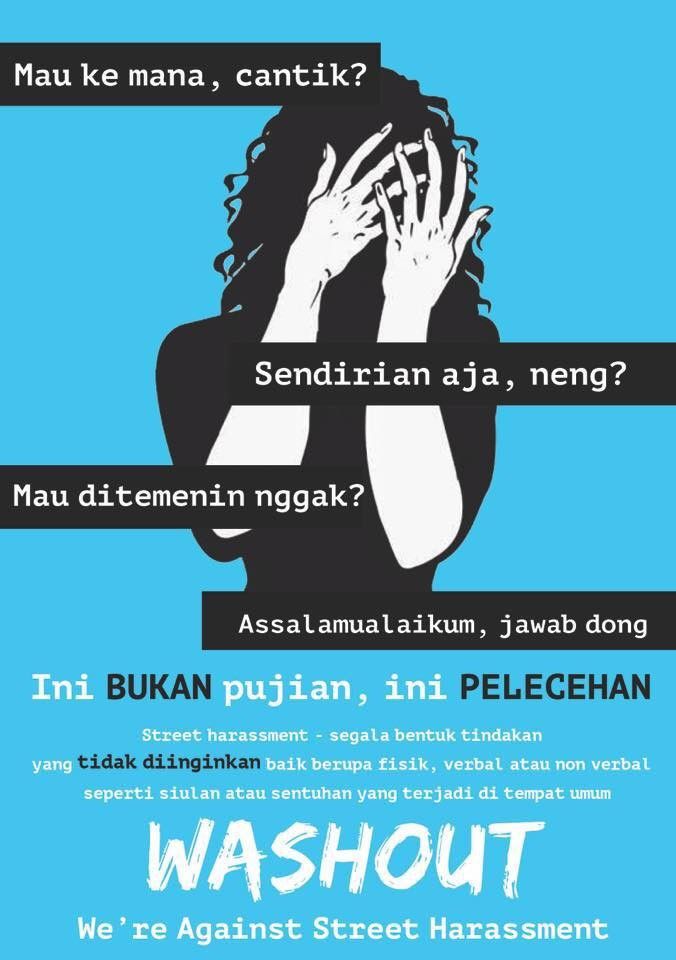 Mau ke mana, cantik?
Sendirian aja, neng?
Mau ditemenin nggak?
Assalamualaikum, jawab dong
Ini BUKAN pujian, ini PELECEHAN
Street harassment - segala bentuk tindakan
yang tidak diinginkan baik berupa fisik, verbal atau non verbal
seperti siulan atau sentuhan yang terjadi di tempat umum
WASHOUT
We're Against Street Harassment